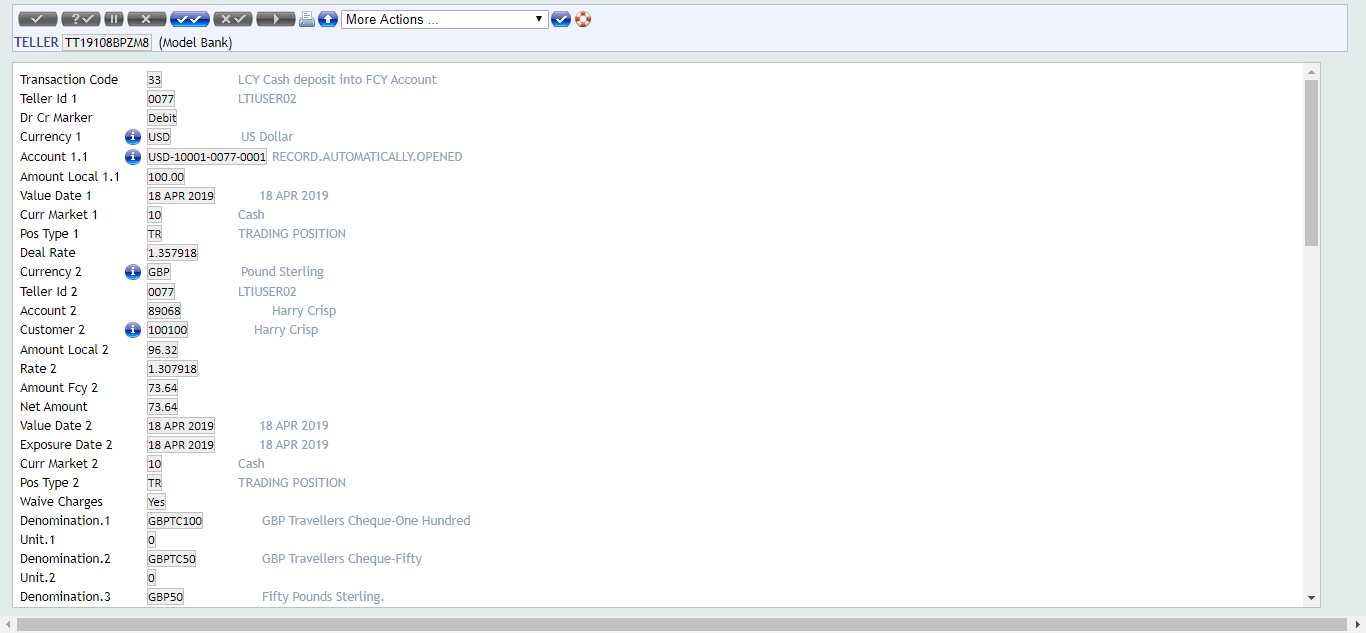 More Actions ...
TELLER TT19108BPZM8 (Model Bank)
Transaction Code 33 LCY Cash deposit into FCY Account
Teller Id 1 0077 LTIUSER02
Dr Cr Marker Debit
Currency 1 USD US Dollar
Account 1.1 USD-10001-0077-0001 RECORD.AUTOMATICALLY.OPENED
Amount Local 1.1 100.00
Value Date 1 18 APR 2019 18 APR 2019
Curr Market 1 10 Cash
Pos Type 1 TR TRADING POSITION
Deal Rate 1.357918
Currency 2 GBP Pound Sterling
Teller Id 2 0077 LTIUSER02
Account 2 89068 Harry Crisp
Customer 2 100100 Harry Crisp
Amount Local 2 96.32
Rate 2 1.307918
Amount Fcy 2 73.64
Net Amount 73.64
Value Date 2 18 APR 2019 18 APR 2019
Exposure Date 2 18 APR 2019 18 APR 2019
Curr Market 2 10 Cash
Pos Type 2 TR TRADING POSITION
Waive Charges Yes
Denomination.1 GBPTC100 GBP Travellers Cheque-One Hundred
Unit.1 0
Denomination.2 GBPTC50 GBP Travellers Cheque-Fifty
Unit.2 0
Denomination.3 GBP50 Fifty Pounds Sterling.